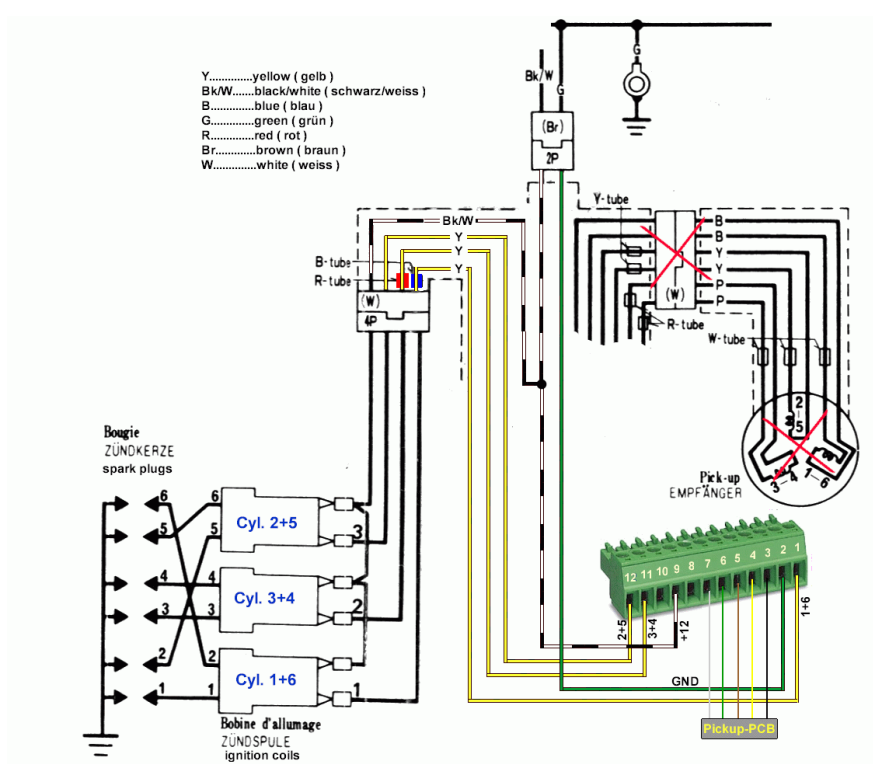 Y..............yellow ( gelb )
Bk/W.......black/white ( schwarz/weiss )
B..............blue ( blau )
G..............green ( grün )
R..............red ( rot )
Br.............brown ( braun )
W.............white ( weiss )
Bk/W
G
G
(Br)
2P
Bk/W
Y
Y
Y
B-tube
R-tube
(W)
4P
Y-tube
(W)
R-tube
B
B
Y
Y
P
P
W-tube
2-5
3-4
1-6
Pick-up
EMPFÄNGER
Bougie
ZÜNDKERZE
spark plugs
6
5
4
3
2
1
6
5
4
3
2
1
Cyl. 2+5
Cyl. 3+4
Cyl. 1+6
3
2
1
Bobine d'allumage
ZÜNDSPULE
ignition coils
12 11 10 9 8 7 6 5 4 3 2 1
2+5
3+4
+12
1+6
GND
Pickup-PCB